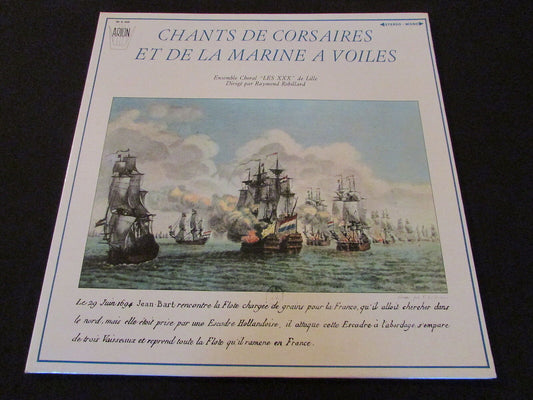 ARION
STEREO - MONO
CHANTS DE CORSAIRES
ET DE LA MARINE A VOILES
Ensemble Choral "LES XXX" de Lille
Dirigé par Raymond Rebillard
Le 29 Juin 1694 Jean Bart rencontre la Flote chargée de grains pour la France, qu'il alloit chercher dans
le nord, mais elle étoit prise par une Escadre Hollandoise, il attaque cette Escadre à l'abordage, s'empare
de trois Vaisseaux et reprend toute la Flote qu'il ramene en France.